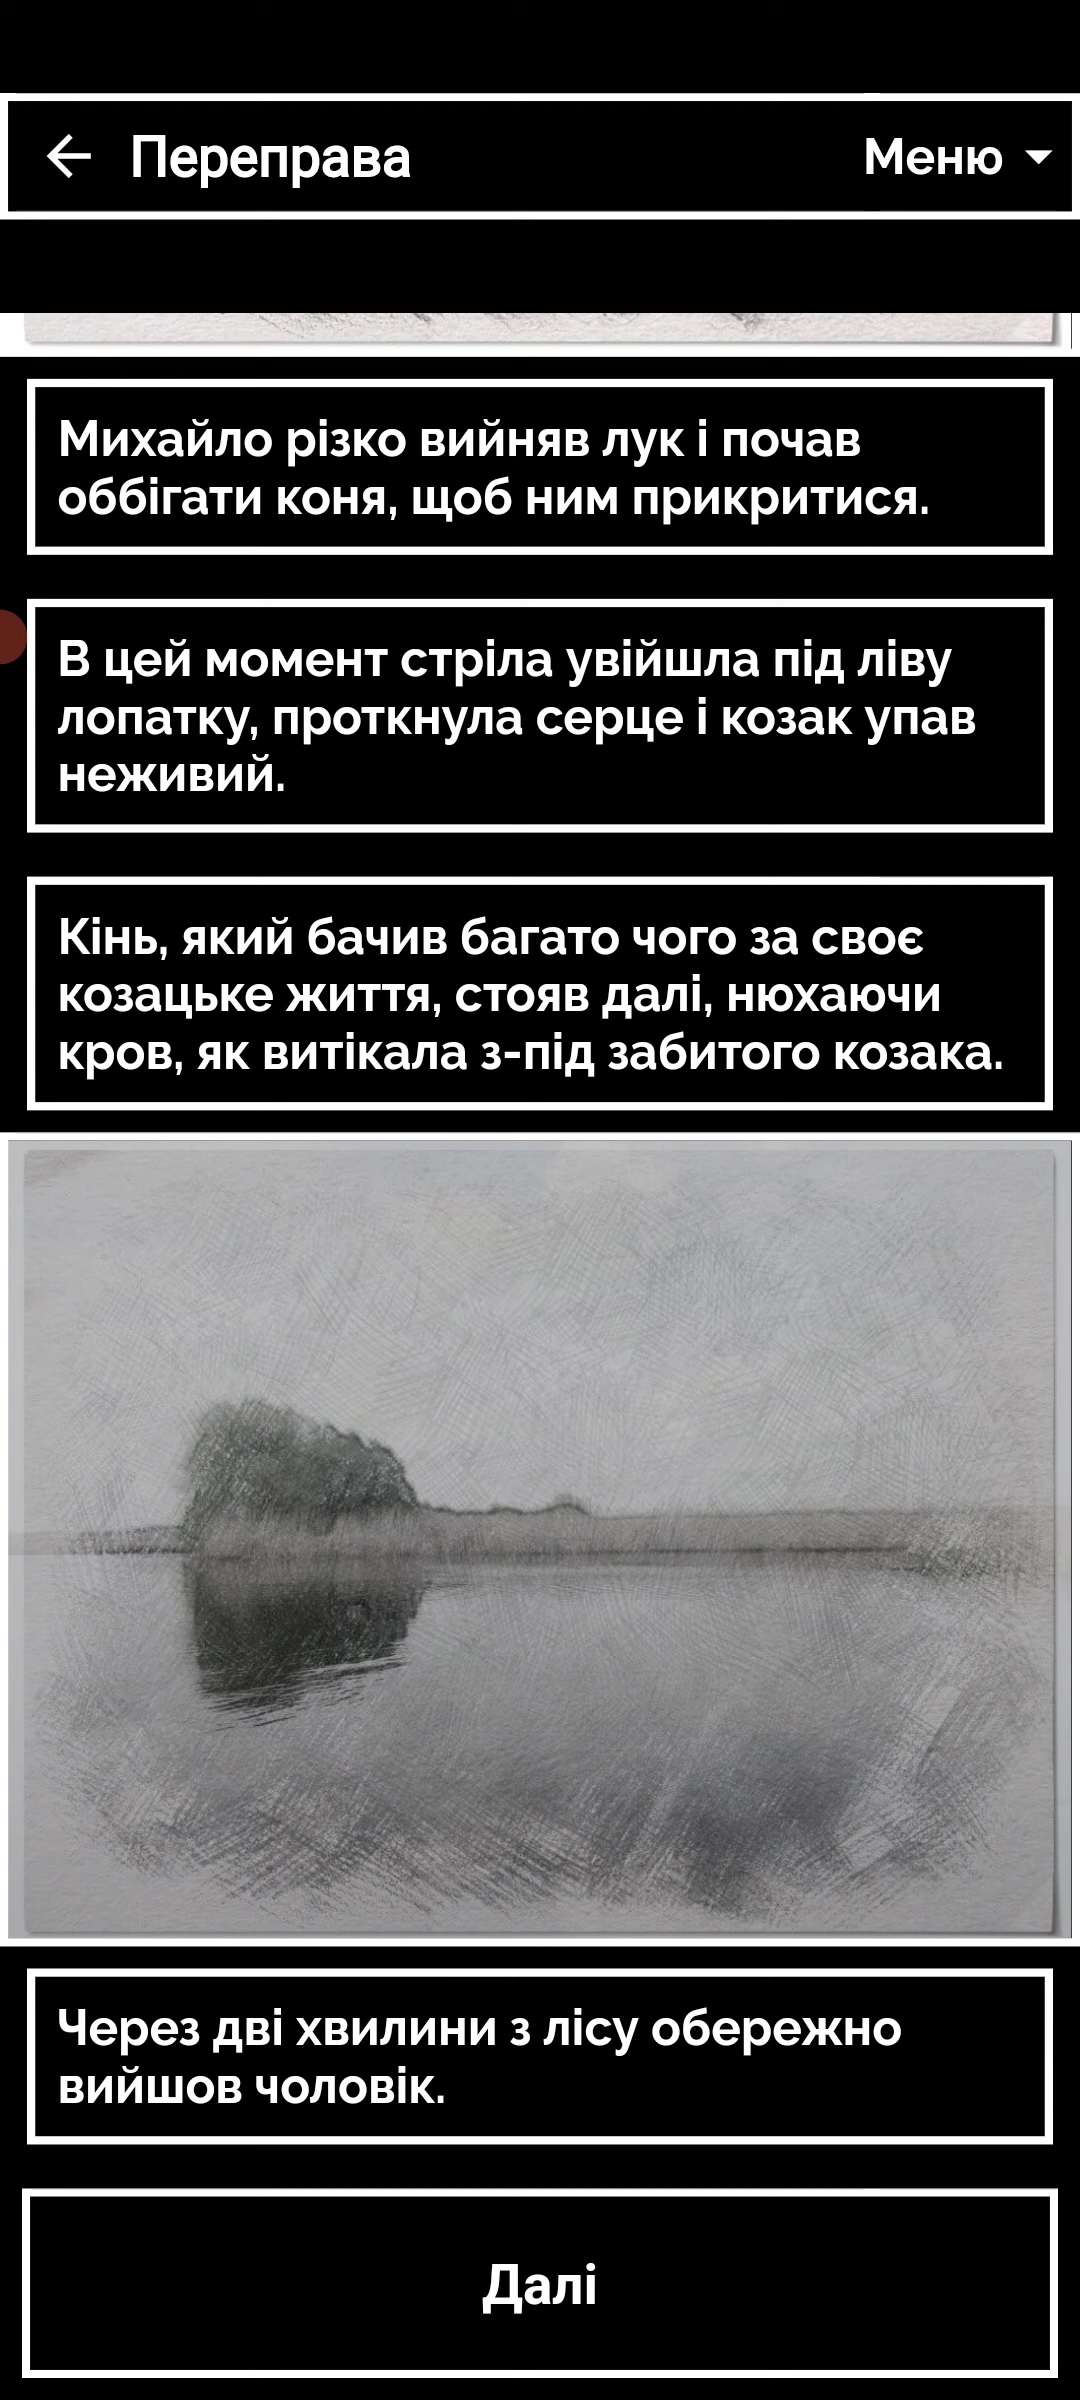 Переправа
Меню
Михайло різко вийняв лук і почав
оббігати коня, щоб ним прикритися.
В цей момент стріла увійшла під ліву
лопатку, проткнула серце і козак упав
неживий.
Кінь, який бачив багато чого за своє
козацьке життя, стояв далі, нюхаючи
кров, як витікала з-під забитого козака.
Через дві хвилини з лісу обережно
вийшов чоловік.
Далі